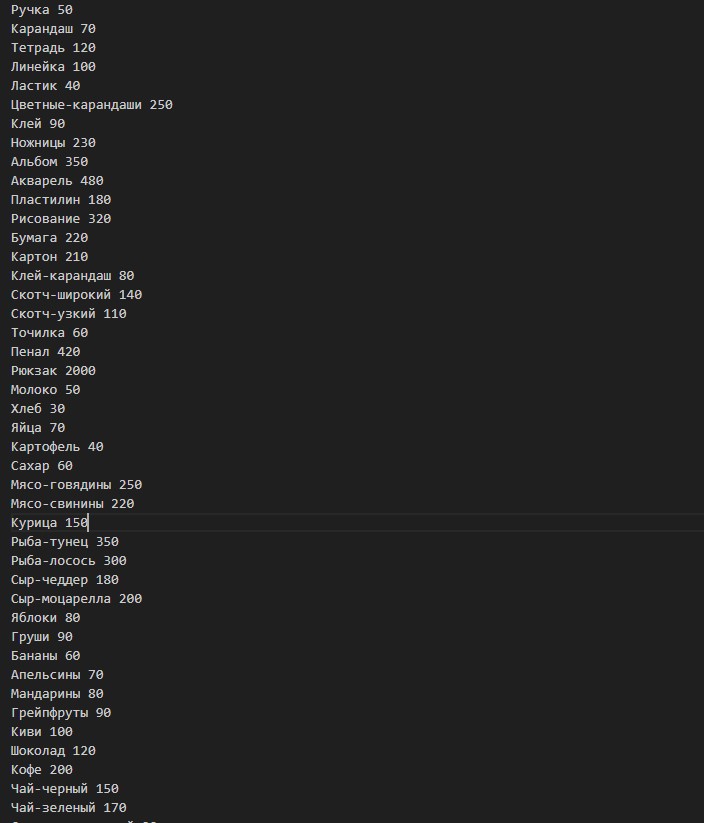 Ручка 50
Карандаш 70
Тетрадь 120
Линейка 100
Ластик 40
Цветные-карандаши 250
Клей 90
Ножницы 230
Альбом 350
Акварель 480
Пластилин 180
Рисование 320
Бумага 220
Картон 210
Клей-карандаш 80
Скотч-широкий 140
Скотч-узкий 110
Точилка 60
Пенал 420
Рюкзак 2000
Молоко 50
Хлеб 30
Яйца 70
Картофель 40
Сахар 60
Мясо-говядины 250
Мясо-свинины 220
Курица 150
Рыба-тунец 350
Рыба-лосось 300
Сыр-чеддер 180
Сыр-моцарелла 200
Яблоки 80
Груши 90
Бананы 60
Апельсины 70
Мандарины 80
Грейпфруты 90
Киви 100
Шоколад 120
Кофе 200
Чай-черный 150
Чай-зеленый 170